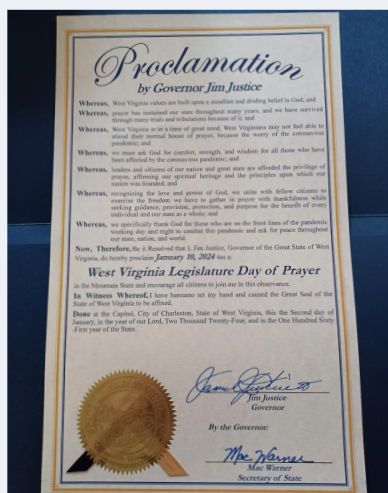 Proclamation
by Governor Jim Justice
Whereas, West Virginia values are built upon a steadfast and abiding belief in God; and
Whereas, prayer has sustained our state throughout many years, and we have survived
through many trials and tribulations because of it; and
Whereas, West Virginia is in a time of great need; West Virginians may not feel able to
attend their normal house of prayer, because the worry of the coronavirus
pandemic; and
Whereas, we must ask God for comfort, strength, and wisdom for all those who have
been affected by the coronavirus pandemic; and
Whereas, leaders and citizens of our nation and great state are afforded the privilege of
prayer, affirming our spiritual heritage and the principles upon which our
nation was founded; and
Whereas, recognizing the love and power of God, we unite with fellow citizens to
exercise the freedom we have to gather in prayer with thankfulness while
seeking guidance, provision, protection, and purpose for the benefit of every
individual and our state as a whole; and
Whereas, we specifically thank God for those who are on the front lines of the pandemic
working day and night to combat this pandemic and ask for peace throughout
our state, nation, and world.
Now, Therefore, Be it Resolved that I, Jim Justice, Governor of the Great State of West
Virginia, do hereby proclaim January 10, 2024 as a:
West Virginia Legislature Day of Prayer
in the Mountain State and encourage all citizens to join me in this observance.
In Witness Whereof, I have hereunto set my hand and caused the Great Seal of the
State of West Virginia to be affixed.
Done at the Capitol, City of Charleston, State of West Virginia, this the Second day of
January, in the year of our Lord, Two Thousand Twenty-Four, and in the One Hundred Sixty
-First year of the State.
Jim Justice
Governor
By the Governor:
Mac Warner
Mac Warner
Secretary of State